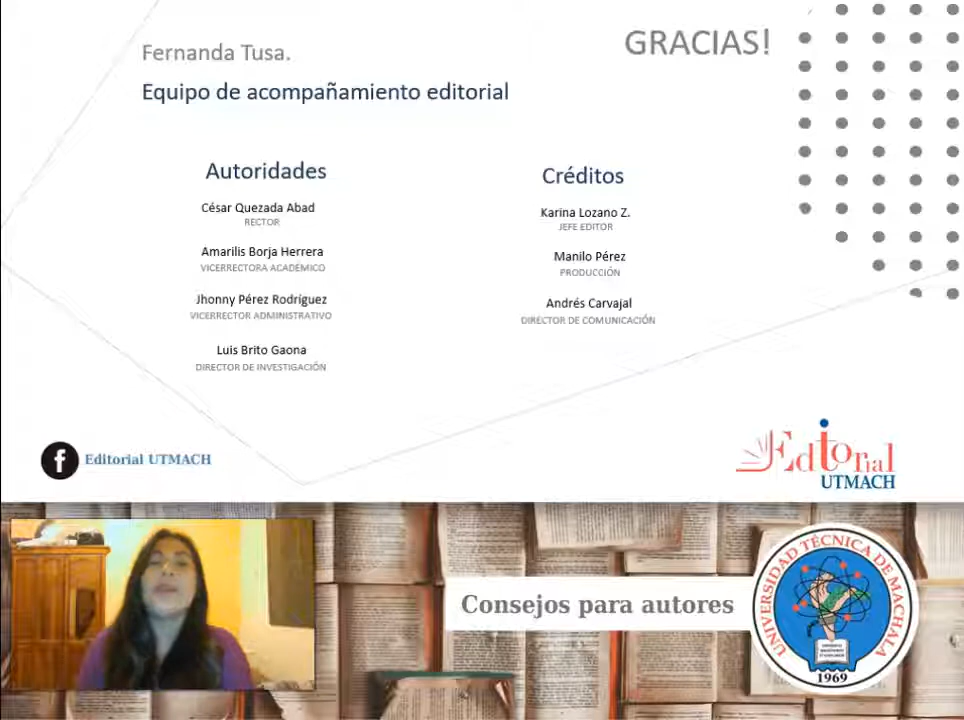 Fernanda Tusa.
GRACIAS!
Equipo de acompañamiento editorial
Autoridades
César Quezada Abad
RECTOR
Amarilis Borja Herrera
VICERRECTORA ACADÉMICO
Jhonny Pérez Rodríguez
VICERRECTOR ADMINISTRATIVO
Luis Brito Gaona
DIRECTOR DE INVESTIGACIÓN
Créditos
Karina Lozano Z.
JEFE EDITOR
Manilo Pérez
PRODUCCIÓN
Andrés Carvajal
DIRECTOR DE COMUNICACIÓN
f Editorial UTMACH
Editorial
UTMACH
Consejos para autores
UNIVERSIDAD TÉCNICA DE MACHALA
1969